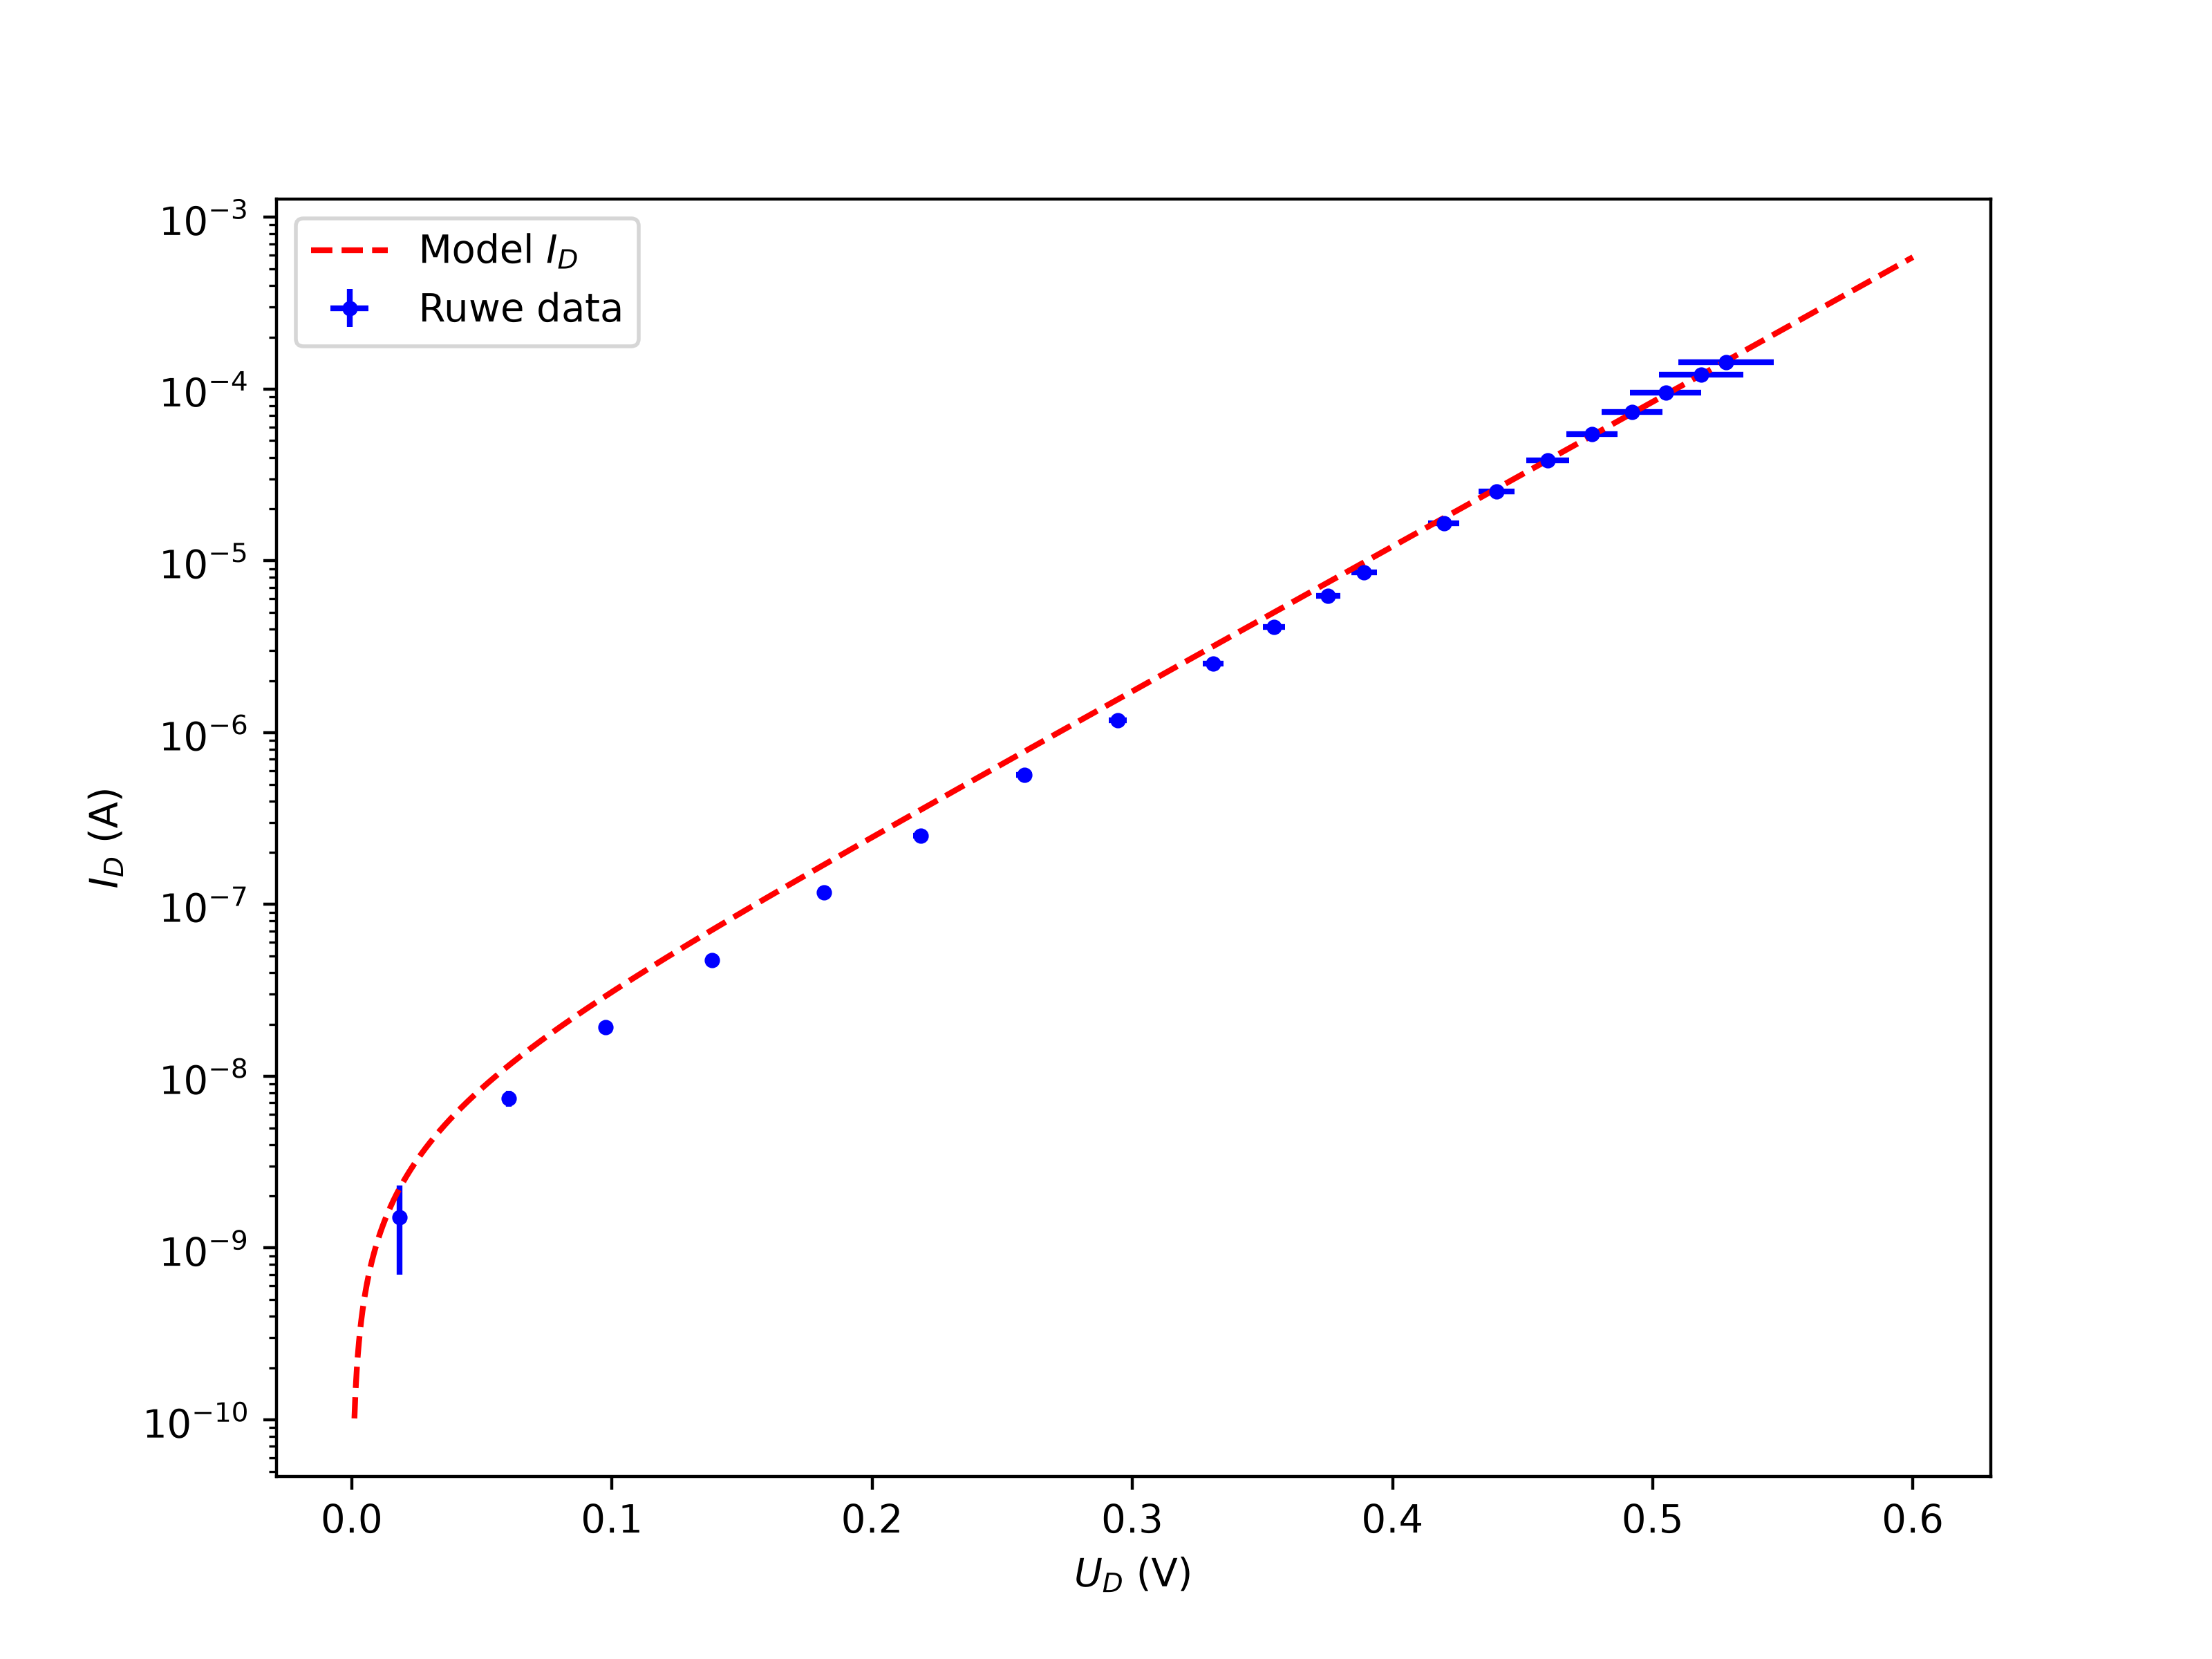 Model I_D
Ruwe data
10⁻³
10⁻⁴
10⁻⁵
10⁻⁶
10⁻⁷
10⁻⁸
10⁻⁹
10⁻¹⁰
I_D (A)
0.0 0.1 0.2 0.3 0.4 0.5 0.6
U_D (V)